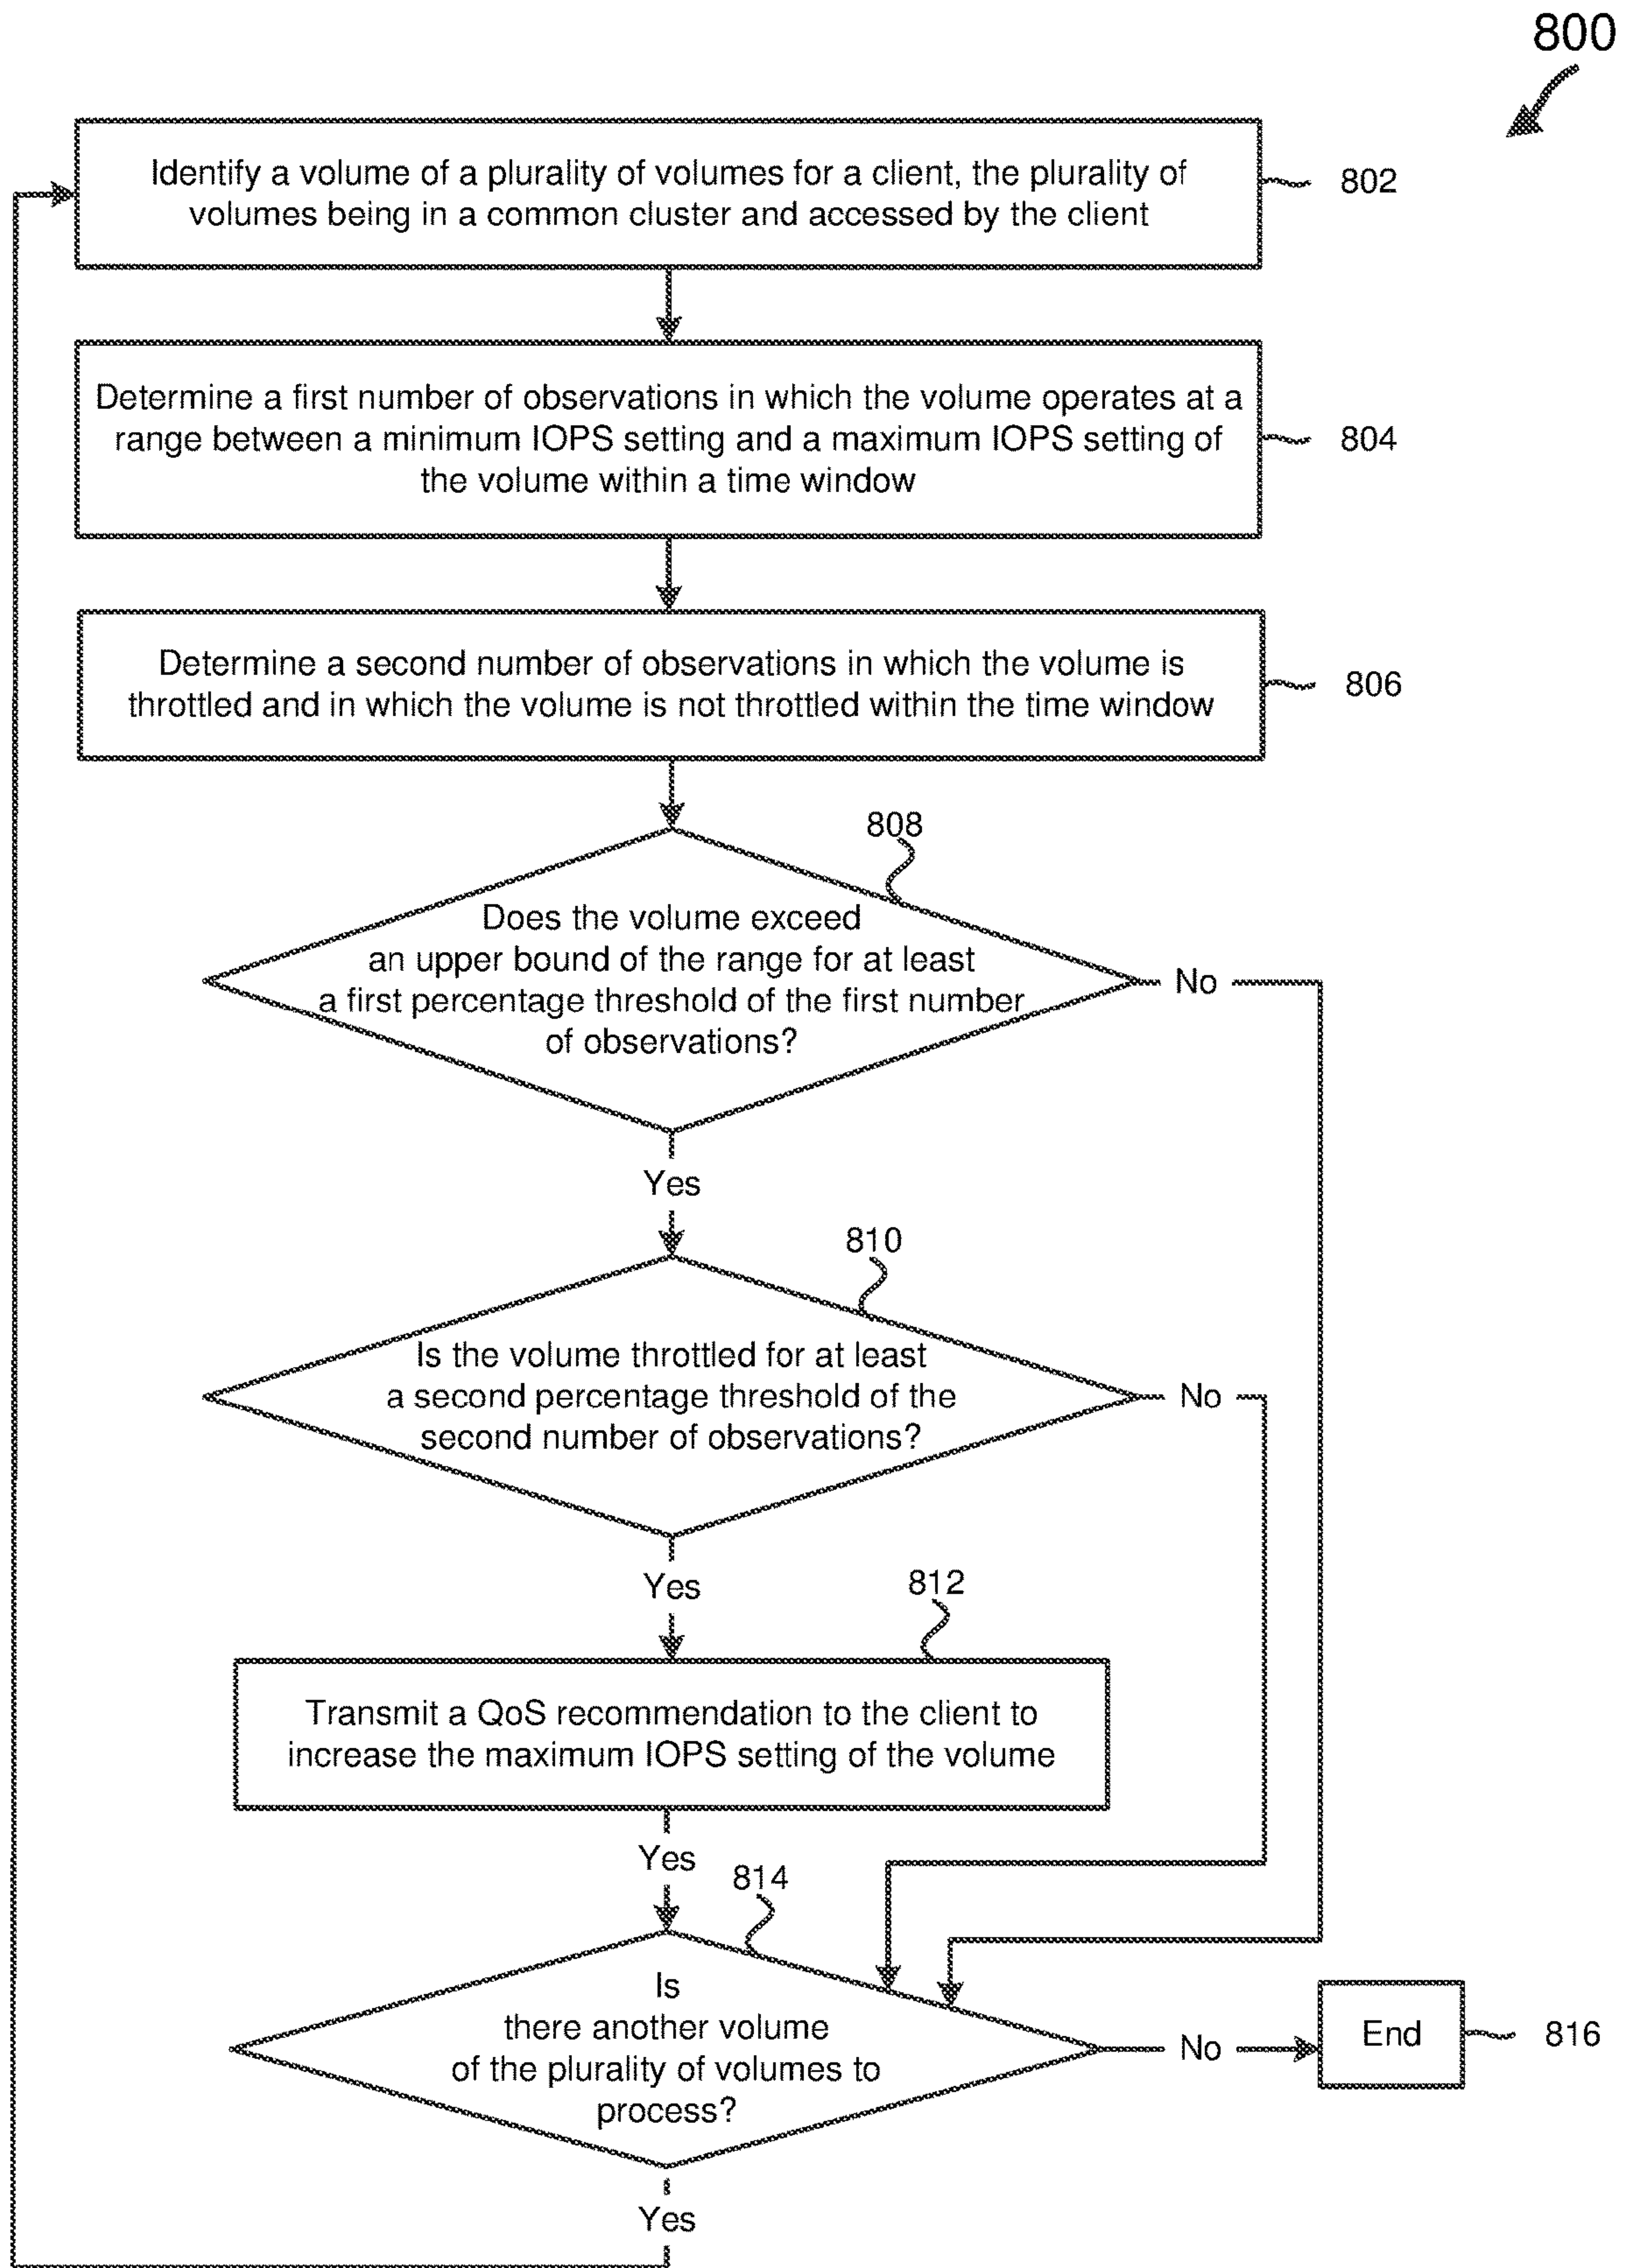 800
Identify a volume of a plurality of volumes for a client, the plurality of
volumes being in a common cluster and accessed by the client
802
Determine a first number of observations in which the volume operates at a
range between a minimum IOPS setting and a maximum IOPS setting of
the volume within a time window
804
Determine a second number of observations in which the volume is
throttled and in which the volume is not throttled within the time window
806
808
Does the volume exceed
an upper bound of the range for at least
a first percentage threshold of the first number
of observations?
No
Yes
810
Is the volume throttled for at least
a second percentage threshold of the
second number of observations?
No
Yes
812
Transmit a QoS recommendation to the client to
increase the maximum IOPS setting of the volume
Yes
814
Is
there another volume
of the plurality of volumes to
process?
No
End
816
Yes